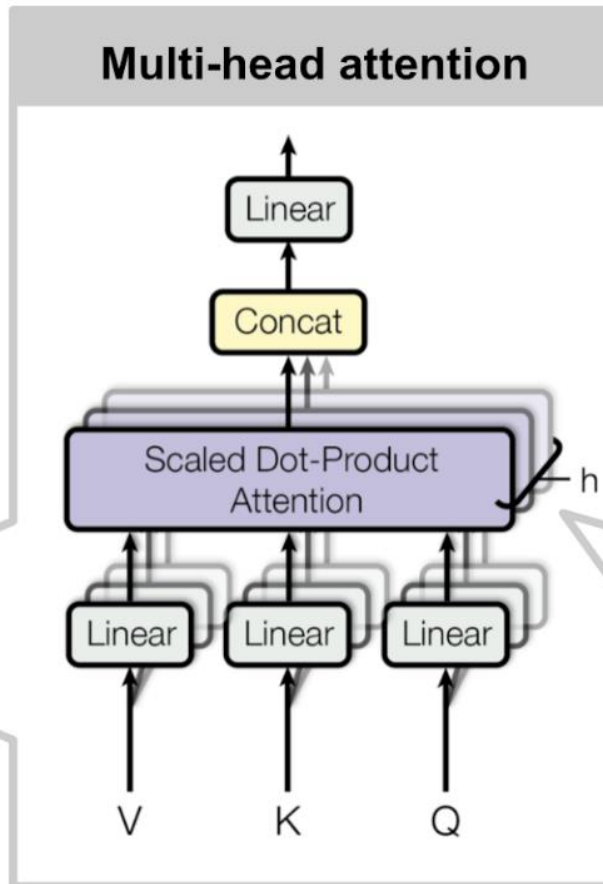 Multi-head attention
Linear
Concat
Scaled Dot-Product
Attention
h
Linear Linear Linear
V K Q